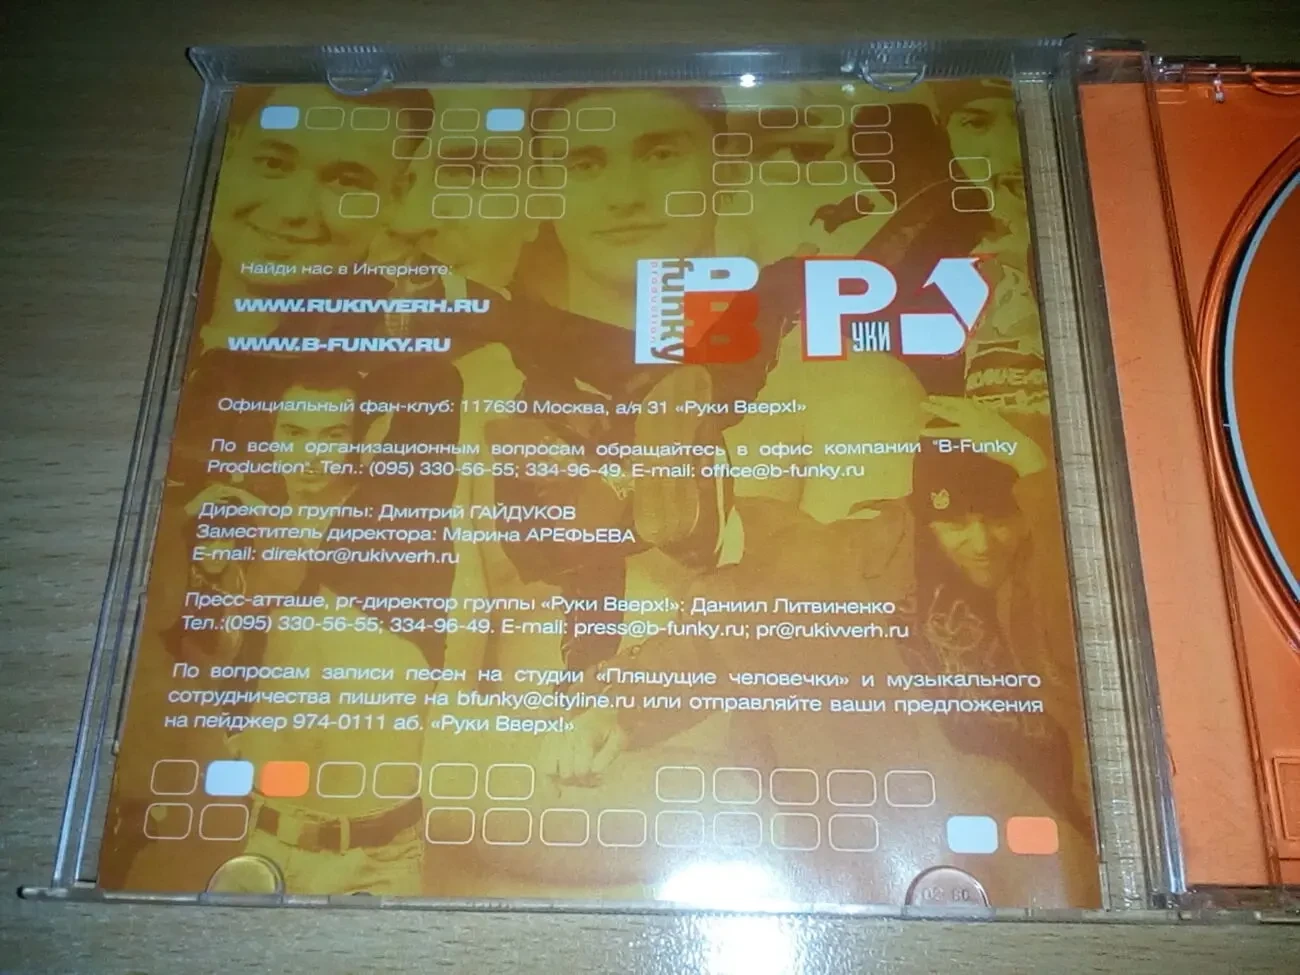 Найди нас в Интернете:
WWW.RUKIVVERH.RU
WWW.B-FUNKY.RU
B funky production
РУКИ
Официальный фан-клуб: 117630 Москва, а/я 31 «Руки Вверх!»
По всем организационным вопросам обращайтесь в офис компании "B-Funky
Production". Тел.: (095) 330-56-55; 334-96-49. E-mail: office@b-funky.ru
Директор группы: Дмитрий ГАЙДУКОВ
Заместитель директора: Марина АРЕФЬЕВА
E-mail: direktor@rukivverh.ru
Пресс-атташе, pr-директор группы «Руки Вверх!»: Даниил Литвиненко
Тел.:(095) 330-56-55; 334-96-49. E-mail: press@b-funky.ru; pr@rukivverh.ru
По вопросам записи песен на студии «Пляшущие человечки» и музыкального
сотрудничества пишите на bfunky@cityline.ru или отправляйте ваши предложения
на пейджер 974-0111 аб. «Руки Вверх!»